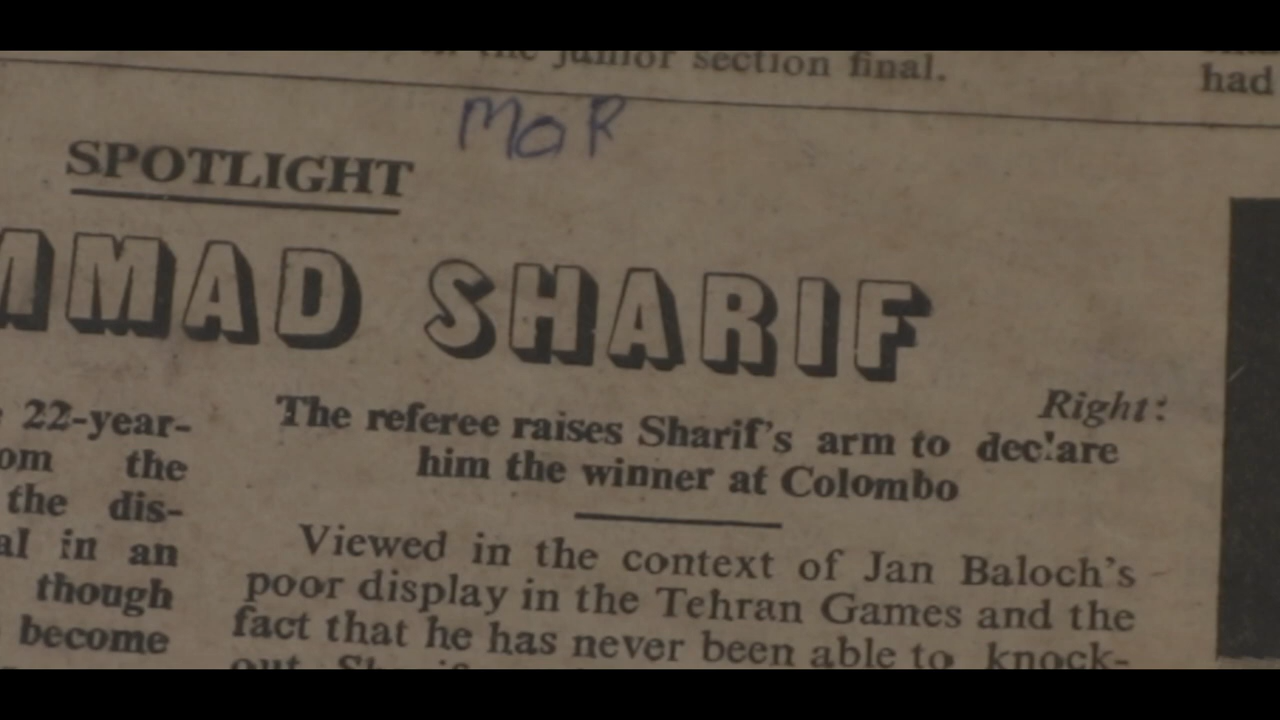 the junior section final.
had
MOR
SPOTLIGHT
MMAD SHARIF
22-year-
om the
the dis-
al in an
though
become
Right:
The referee raises Sharif's arm to declare
him the winner at Colombo
Viewed in the context of Jan Baloch's
poor display in the Tehran Games and the
fact that he has never been able to knock-
out